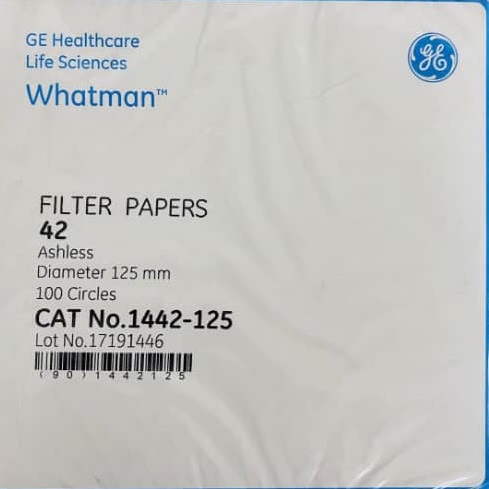 GE Healthcare
Life Sciences
Whatman™
GE
FILTER PAPERS
42
Ashless
Diameter 125 mm
100 Circles
CAT No.1442-125
Lot No.17191446
(90)1442125